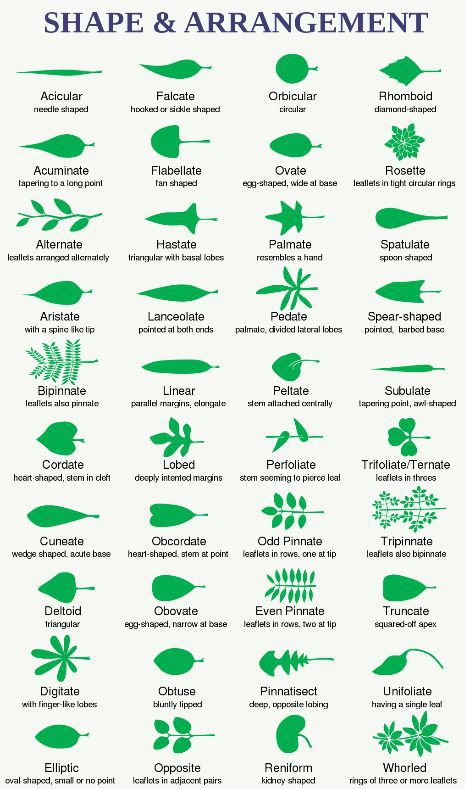 SHAPE & ARRANGEMENT
Acicular
needle shaped
Falcate
hooked or sickle shaped
Orbicular
circular
Rhomboid
diamond-shaped
Acuminate
tapering to a long point
Flabellate
fan shaped
Ovate
egg-shaped, wide at base
Rosette
leaflets in tight circular rings
Alternate
leaflets arranged alternately
Hastate
triangular with basal lobes
Palmate
resembles a hand
Spatulate
spoon shaped
Aristate
with a spine like tip
Lanceolate
pointed at both ends
Pedate
palmate, divided lateral lobes
Spear-shaped
pointed, barbed base
Bipinnate
leaflets also pinnate
Linear
parallel margins, elongate
Peltate
stem attached centrally
Subulate
tapering point, awl-shaped
Cordate
heart-shaped, stem in cleft
Lobed
deeply intented margins
Perfoliate
stem seeming to pierce leaf
Trifoliate/Ternate
leaflets in threes
Cuneate
wedge shaped, acute base
Obcordate
heart-shaped, stem at point
Odd Pinnate
leaflets in rows, one at tip
Tripinnate
leaflets also bipinnate
Deltoid
triangular
Obovate
egg-shaped, narrow at base
Even Pinnate
leaflets in rows, two at tip
Truncate
squared-off apex
Digitate
with finger-like lobes
Obtuse
bluntly tipped
Pinnatisect
deep, opposite lobing
Unifoliate
having a single leaf
Elliptic
oval shaped, small or no point
Opposite
leaflets in adjacent pairs
Reniform
kidney shaped
Whorled
rings of three or more leaflets